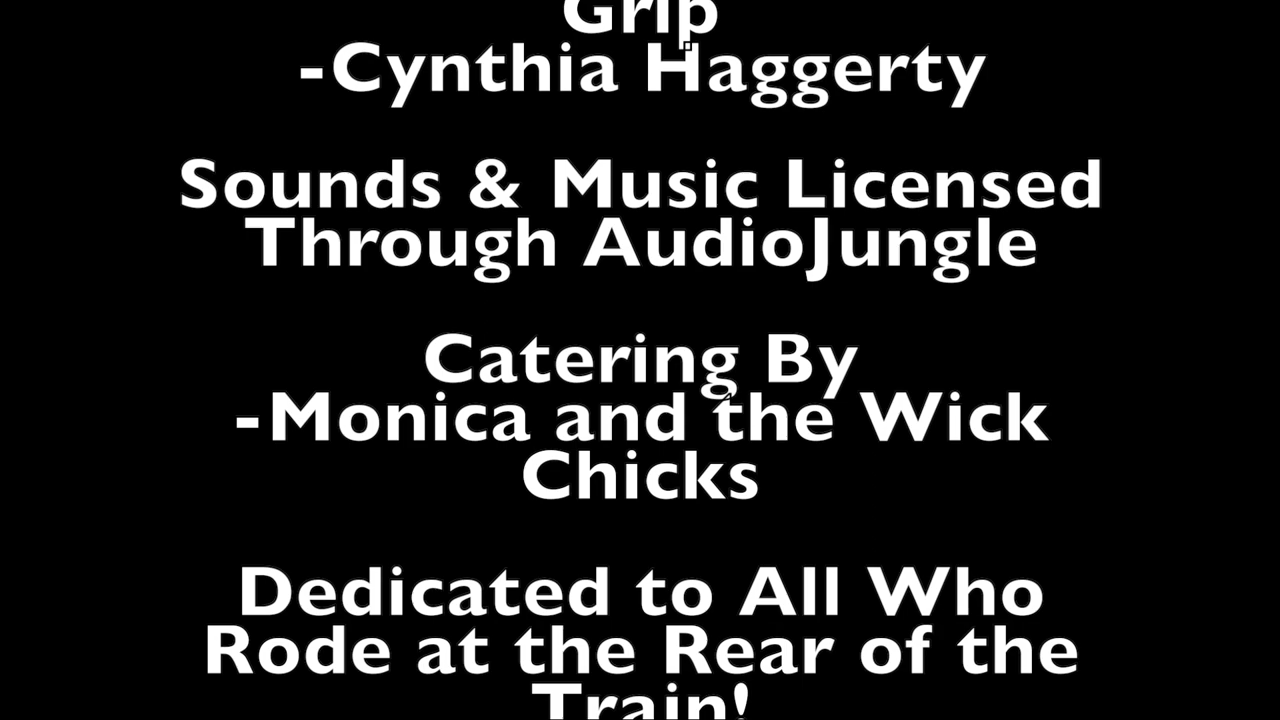 Grip
-Cynthia Haggerty
Sounds & Music Licensed
Through AudioJungle
Catering By
-Monica and the Wick
Chicks
Dedicated to All Who
Rode at the Rear of the
Train!